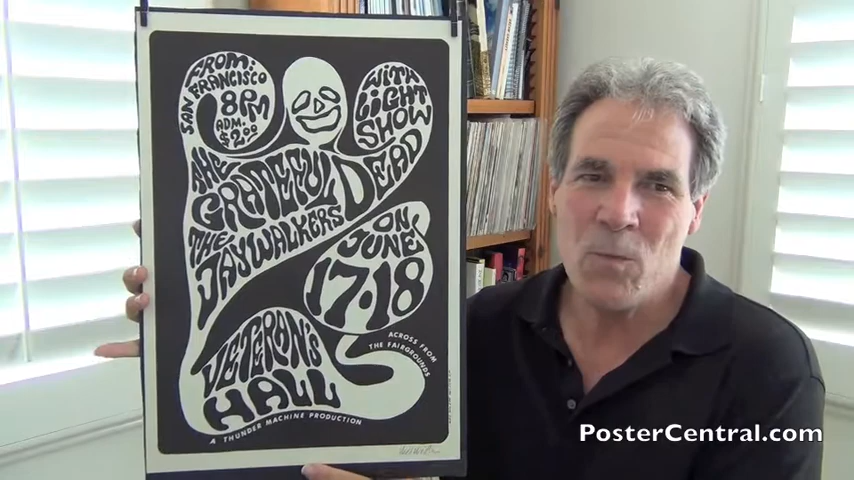 FROM:
SAN FRANCISCO
8PM
ADM.
$2.00
WITH
LIGHT
SHOW
THE
GRATEFUL DEAD
THE
JAYWALKERS
ON
JUNE
17·18
VETERAN'S
HALL
ACROSS FROM
THE FAIRGROUNDS
A THUNDER MACHINE PRODUCTION
PosterCentral.com